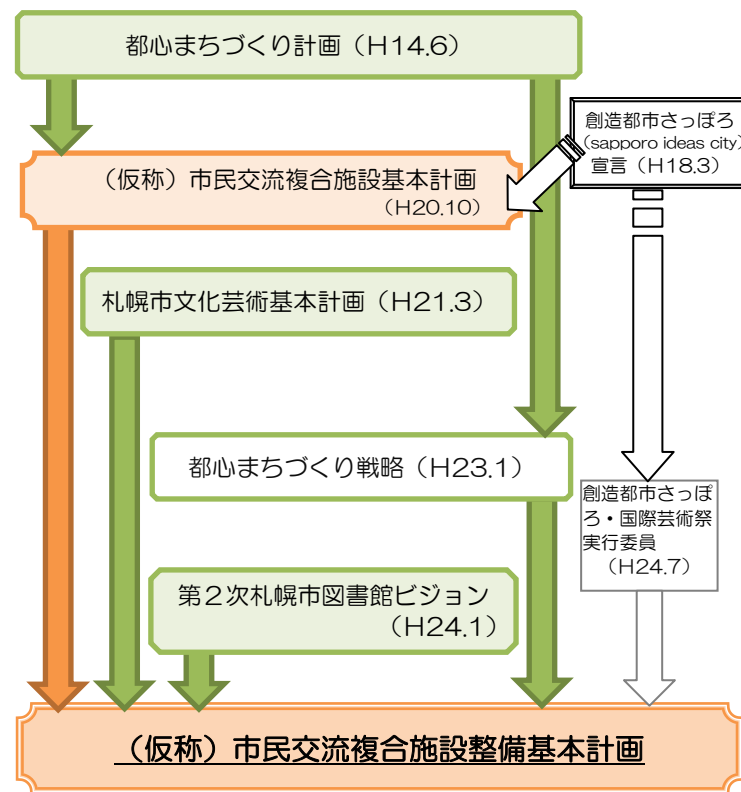 都心まちづくり計画（H14.6）
創造都市さっぽろ
(sapporo ideas city)
宣言（H18.3）
（仮称）市民交流複合施設基本計画
（H20.10）
札幌市文化芸術基本計画（H21.3）
都心まちづくり戦略（H23.1）
創造都市さっぽ
ろ・国際芸術祭
実行委員
（H24.7）
第２次札幌市図書館ビジョン
（H24.1）
（仮称）市民交流複合施設整備基本計画